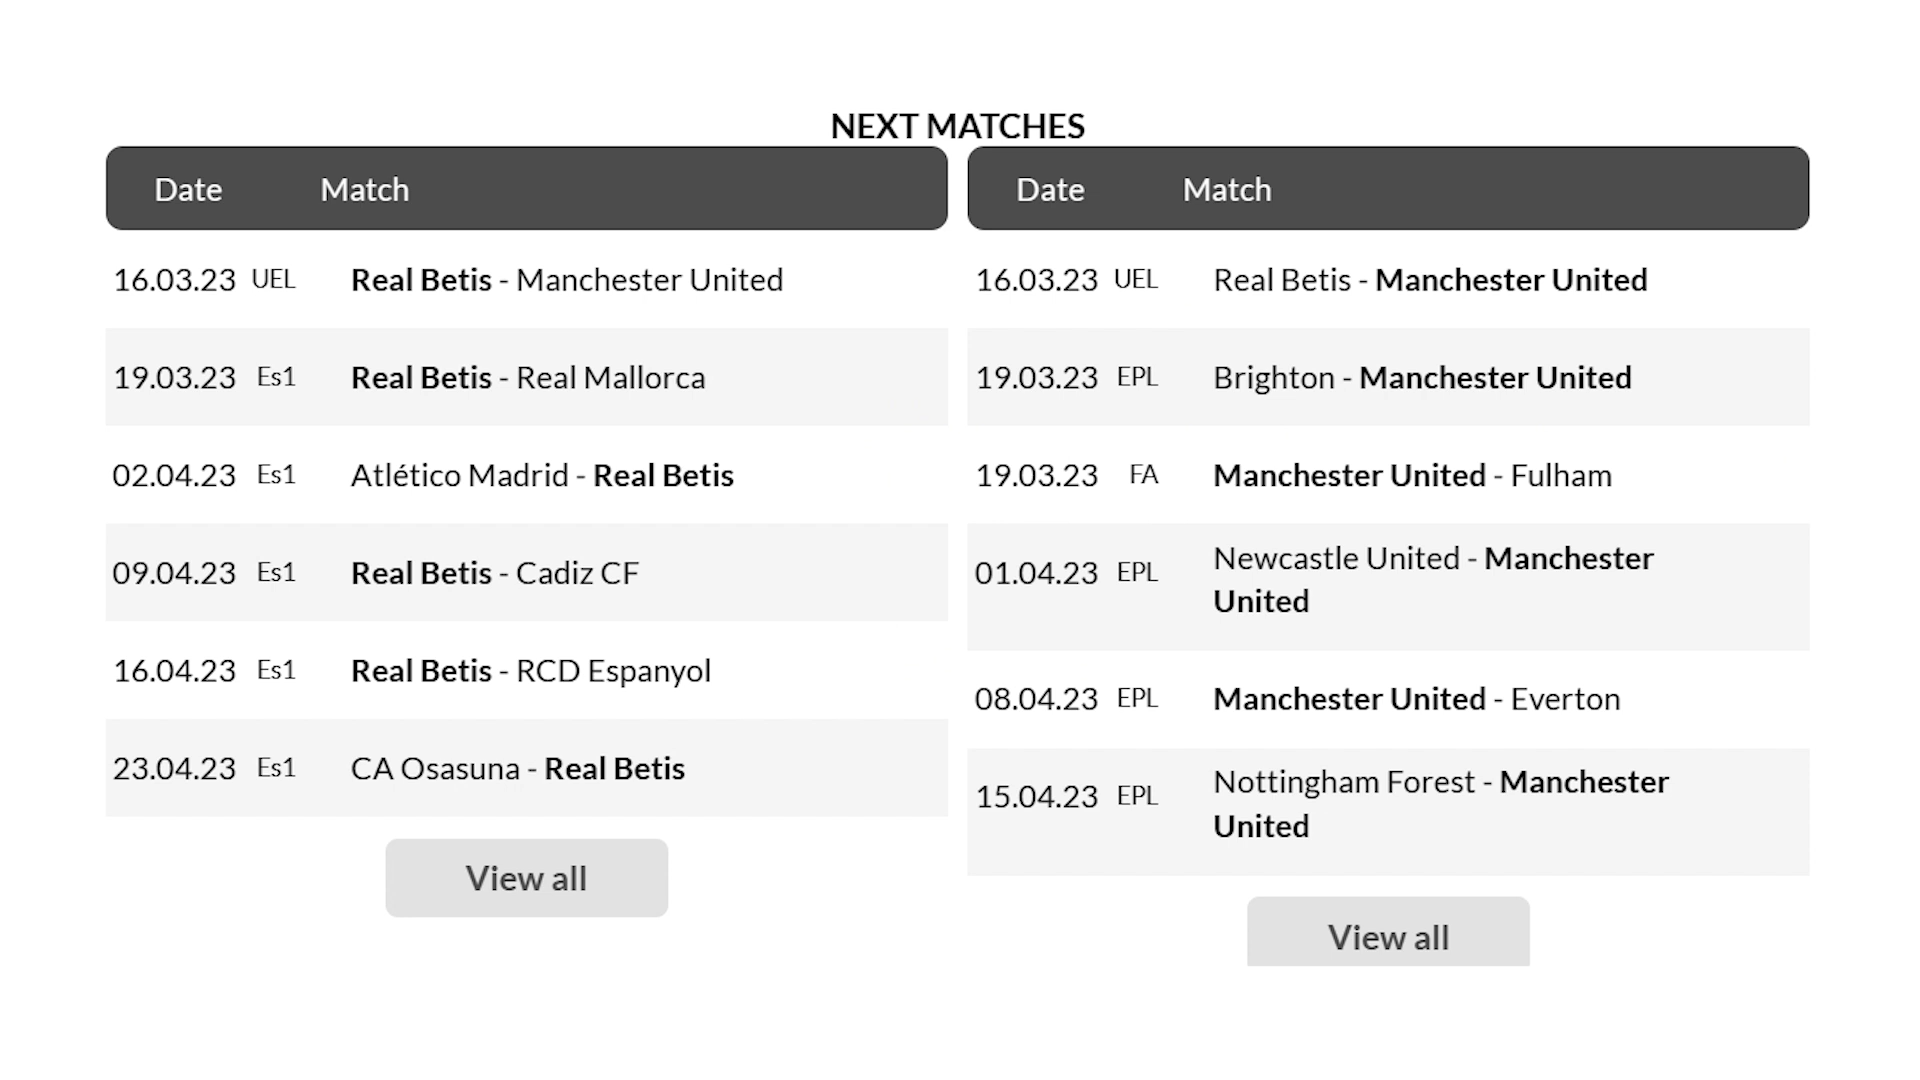 NEXT MATCHES
Date Match
16.03.23 UEL Real Betis - Manchester United
19.03.23 Es1 Real Betis - Real Mallorca
02.04.23 Es1 Atlético Madrid - Real Betis
09.04.23 Es1 Real Betis - Cadiz CF
16.04.23 Es1 Real Betis - RCD Espanyol
23.04.23 Es1 CA Osasuna - Real Betis
View all
Date Match
16.03.23 UEL Real Betis - Manchester United
19.03.23 EPL Brighton - Manchester United
19.03.23 FA Manchester United - Fulham
01.04.23 EPL Newcastle United - Manchester
United
08.04.23 EPL Manchester United - Everton
15.04.23 EPL Nottingham Forest - Manchester
United
View all